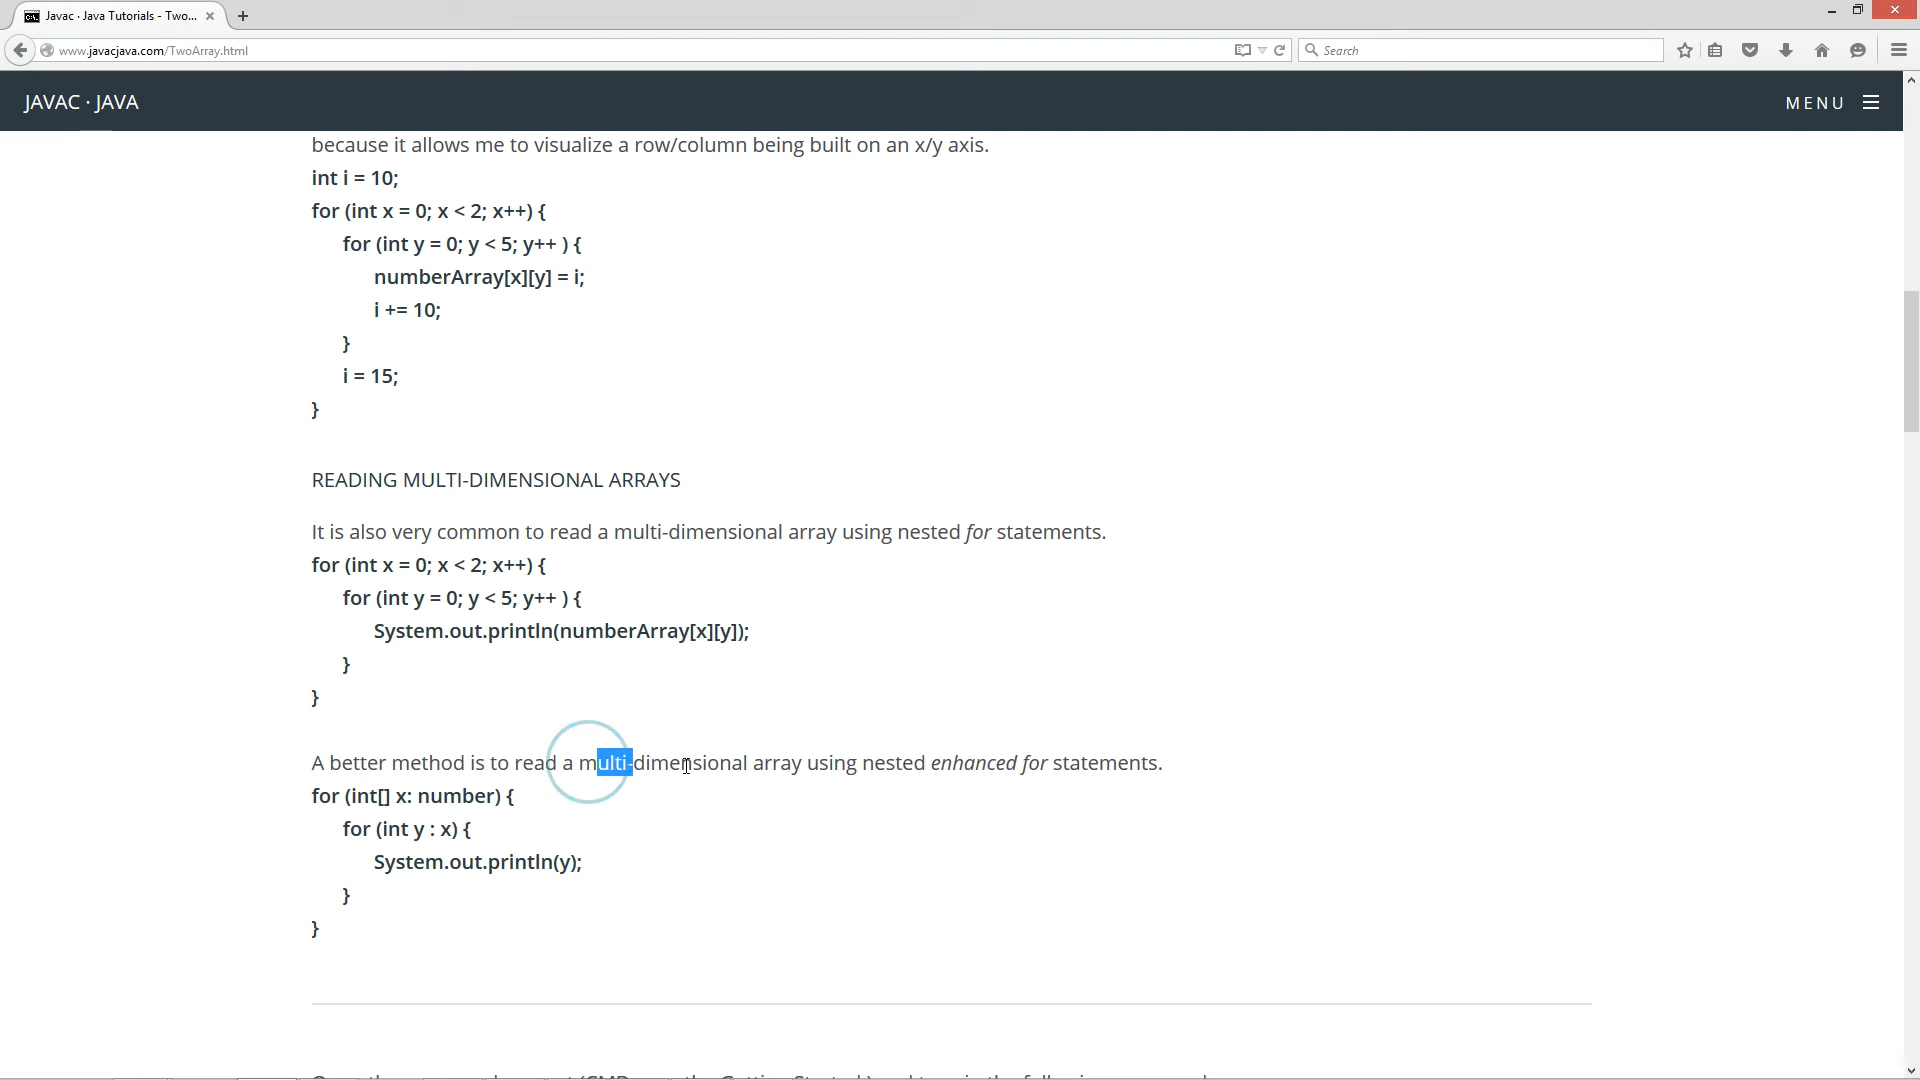 Javac · Java Tutorials - Two...
www.javacjava.com/TwoArray.html
Search
JAVAC · JAVA
MENU
because it allows me to visualize a row/column being built on an x/y axis.
int i = 10;
for (int x = 0; x < 2; x++) {
for (int y = 0; y < 5; y++ ) {
numberArray[x][y] = i;
i += 10;
}
i = 15;
}
READING MULTI-DIMENSIONAL ARRAYS
It is also very common to read a multi-dimensional array using nested for statements.
for (int x = 0; x < 2; x++) {
for (int y = 0; y < 5; y++ ) {
System.out.println(numberArray[x][y]);
}
}
A better method is to read a multi-dimensional array using nested enhanced for statements.
for (int[] x: number) {
for (int y : x) {
System.out.println(y);
}
}